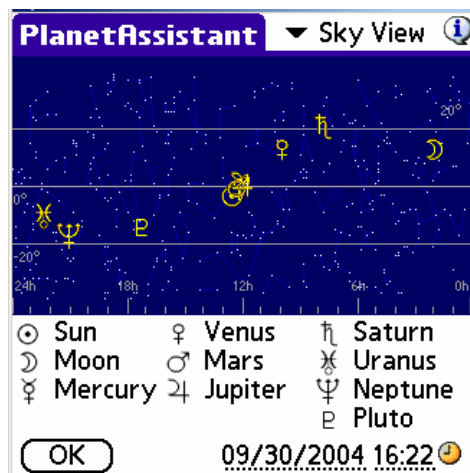 PlanetAssistant ▼ Sky View
20°
0°
-20°
24h 18h 12h 6h 0h
☉ Sun ♀ Venus ♄ Saturn
☽ Moon ♂ Mars ♅ Uranus
☿ Mercury ♃ Jupiter ♆ Neptune
♇ Pluto
OK 09/30/2004 16:22